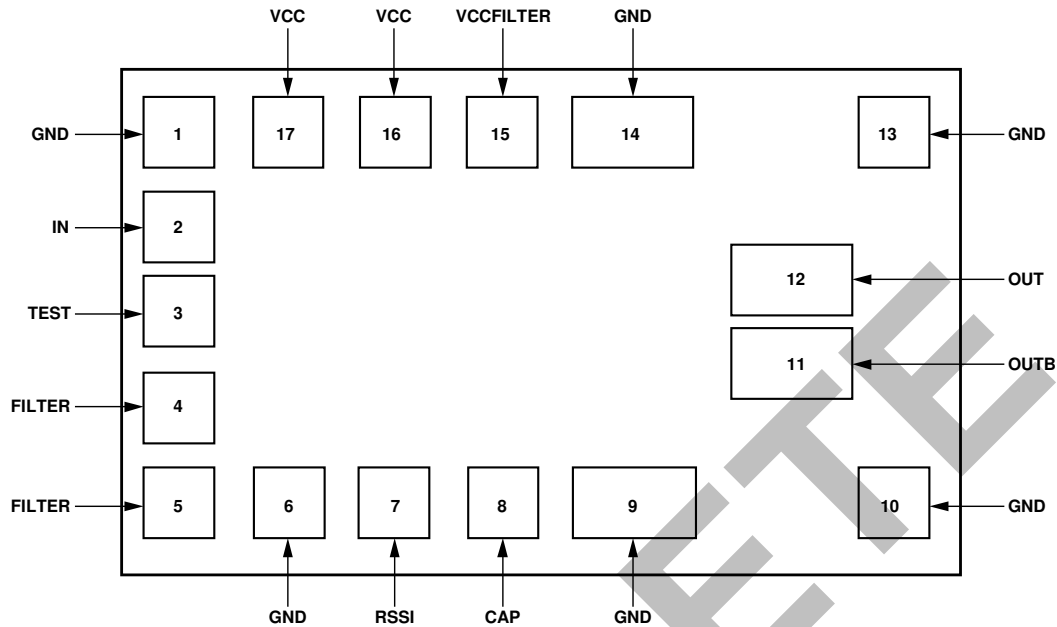 VCC VCC VCCFILTER GND
GND 1 17 16 15 14 13 GND
IN 2
12 OUT
TEST 3
11 OUTB
FILTER 4
FILTER 5 6 7 8 9 10 GND
GND RSSI CAP GND
ETE